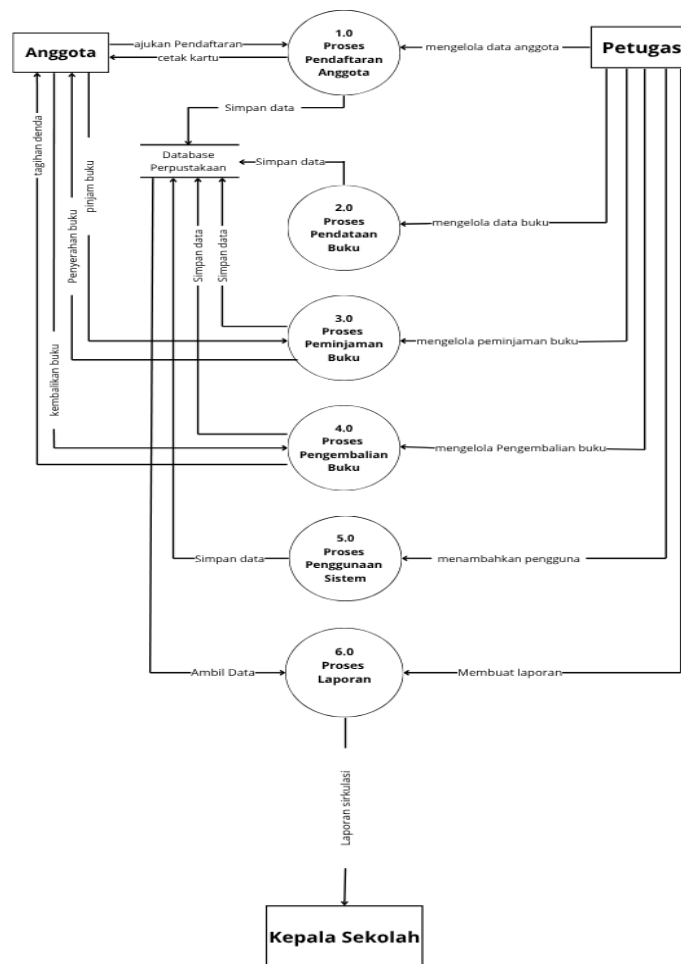 Anggota
ajukan Pendaftaran
cetak kartu
1.0
Proses
Pendaftaran
Anggota
mengelola data anggota
Petugas
Simpan data
Database
Perpustakaan
Simpan data
2.0
Proses
Pendataan
Buku
mengelola data buku
tagihan denda
kembalikan buku
Penyerahan buku
pinjam buku
Simpan data
Simpan data
3.0
Proses
Peminjaman
Buku
mengelola peminjaman buku
4.0
Proses
Pengembalian
Buku
mengelola Pengembalian buku
Simpan data
5.0
Proses
Penggunaan
Sistem
menambahkan pengguna
Ambil Data
6.0
Proses
Laporan
Membuat laporan
Laporan sirkulasi
Kepala Sekolah